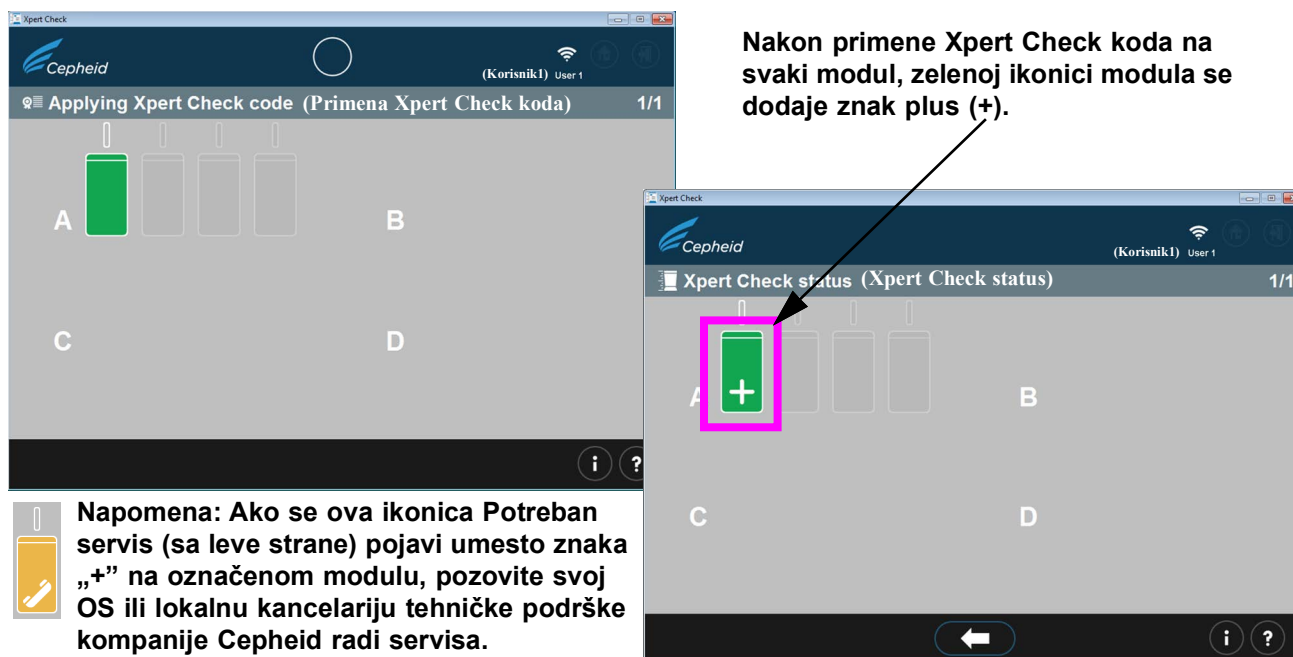 Xpert Check
Cepheid
(Korisnik1) User 1
Applying Xpert Check code (Primena Xpert Check koda) 1/1
A
B
C
D
i ?
Nakon primene Xpert Check koda na
svaki modul, zelenoj ikonici modula se
dodaje znak plus (+).
Xpert Check
Cepheid
(Korisnik1) User 1
Xpert Check status (Xpert Check status) 1/1
A
+
B
C
D
i ?
Napomena: Ako se ova ikonica Potreban
servis (sa leve strane) pojavi umesto znaka
„+” na označenom modulu, pozovite svoj
OS ili lokalnu kancelariju tehničke podrške
kompanije Cepheid radi servisa.